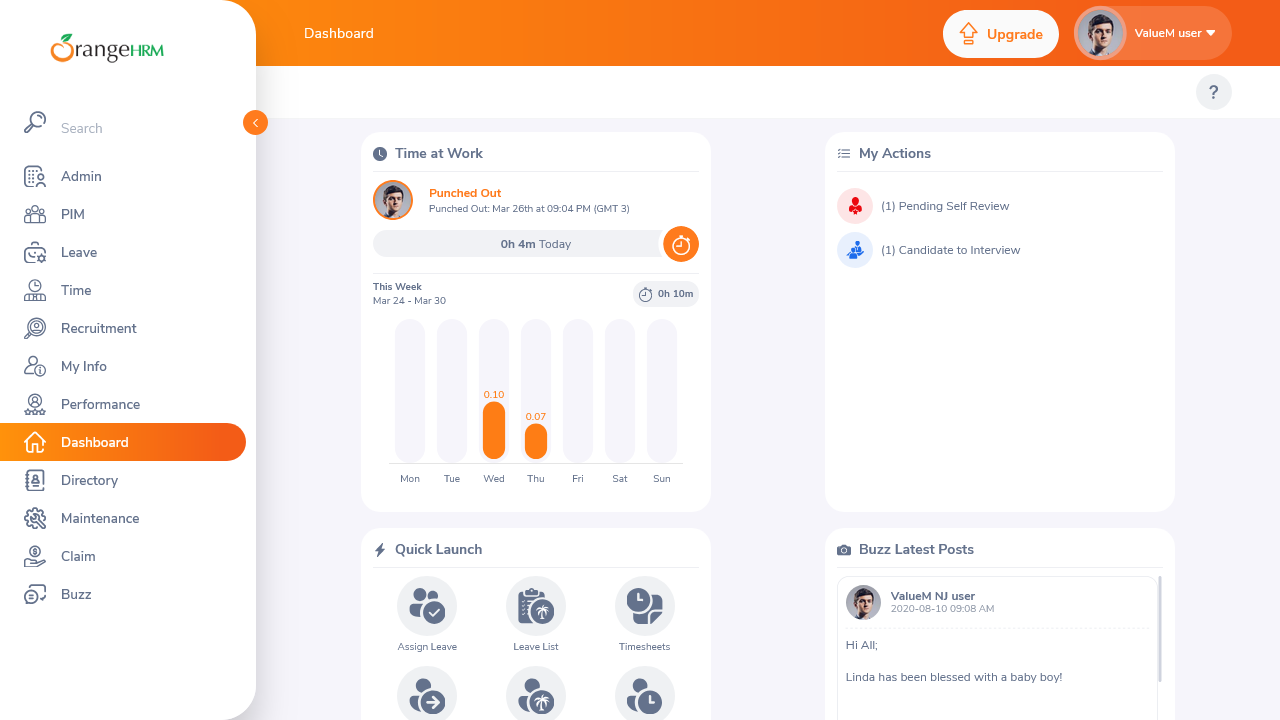 OrangeHRM
Search
Admin
PIM
Leave
Time
Recruitment
My Info
Performance
Dashboard
Directory
Maintenance
Claim
Buzz
Dashboard
Upgrade
ValueM user
?
Time at Work
Punched Out
Punched Out: Mar 26th at 09:04 PM (GMT 3)
0h 4m Today
This Week
Mar 24 - Mar 30
0h 10m
0.10
0.07
Mon Tue Wed Thu Fri Sat Sun
My Actions
(1) Pending Self Review
(1) Candidate to Interview
Quick Launch
Assign Leave
Leave List
Timesheets
Buzz Latest Posts
ValueM NJ user
2020-08-10 09:08 AM
Hi All;
Linda has been blessed with a baby boy!